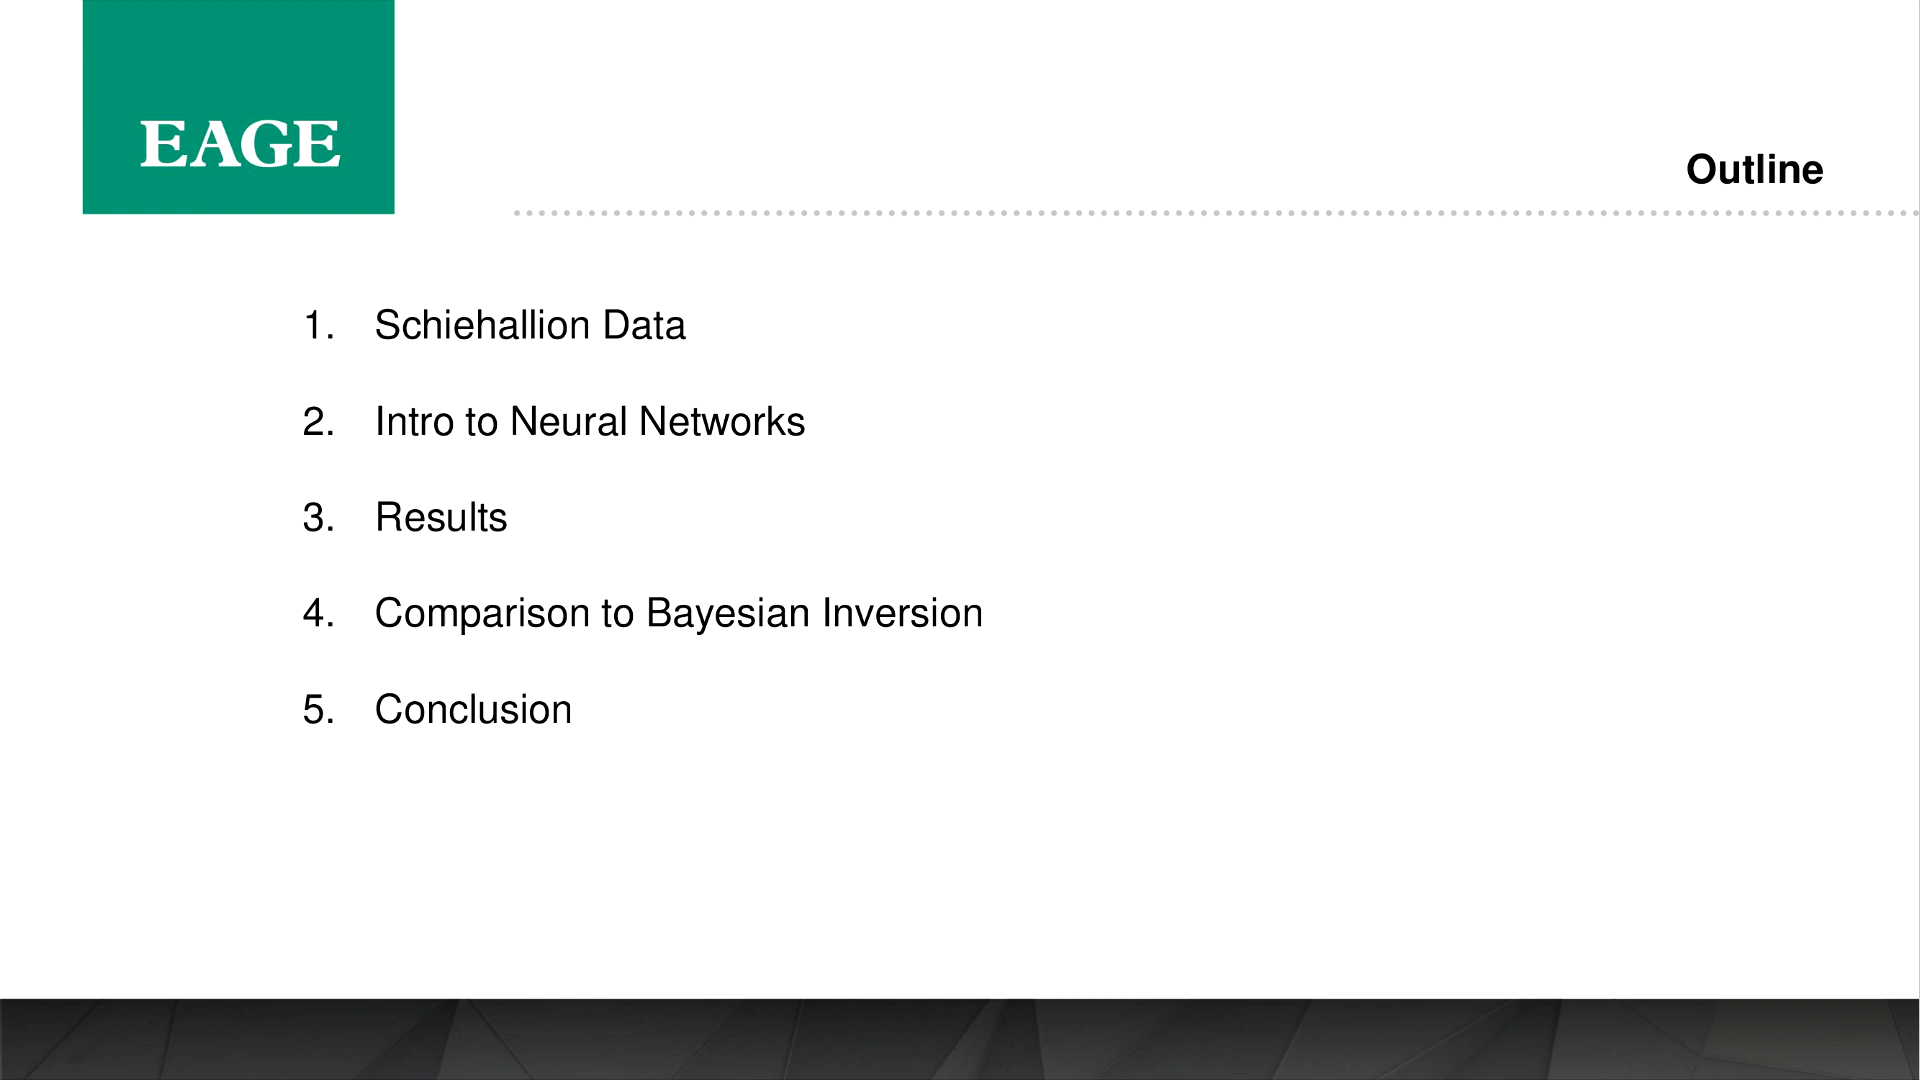 EAGE
Outline
1. Schiehallion Data
2. Intro to Neural Networks
3. Results
4. Comparison to Bayesian Inversion
5. Conclusion